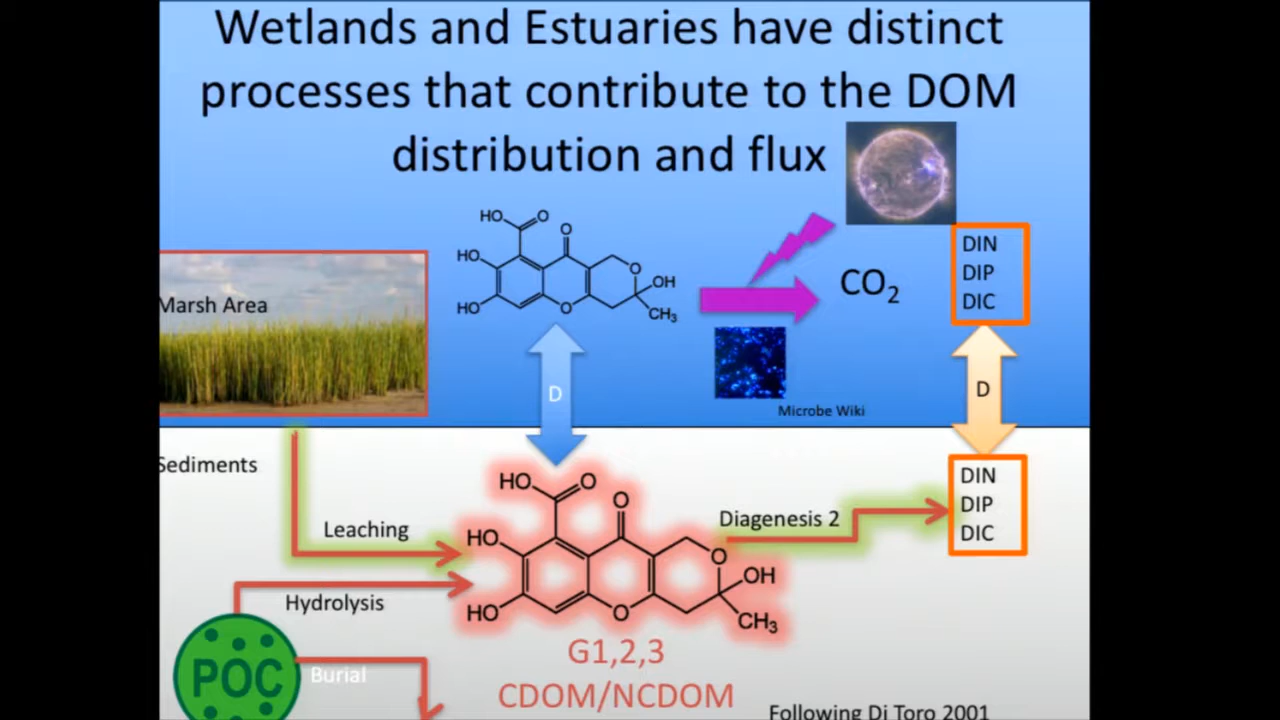 Wetlands and Estuaries have distinct
processes that contribute to the DOM
distribution and flux
HO
O
O
HO
O
OH
HO
O
CH3
CO2
DIN
DIP
DIC
Marsh Area
D
D
Microbe Wiki
Sediments
HO
O
O
DIN
DIP
DIC
Diagenesis 2
Leaching
HO
O
OH
HO
O
CH3
Hydrolysis
POC
Burial
G1,2,3
CDOM/NCDOM
Following Di Toro 2001